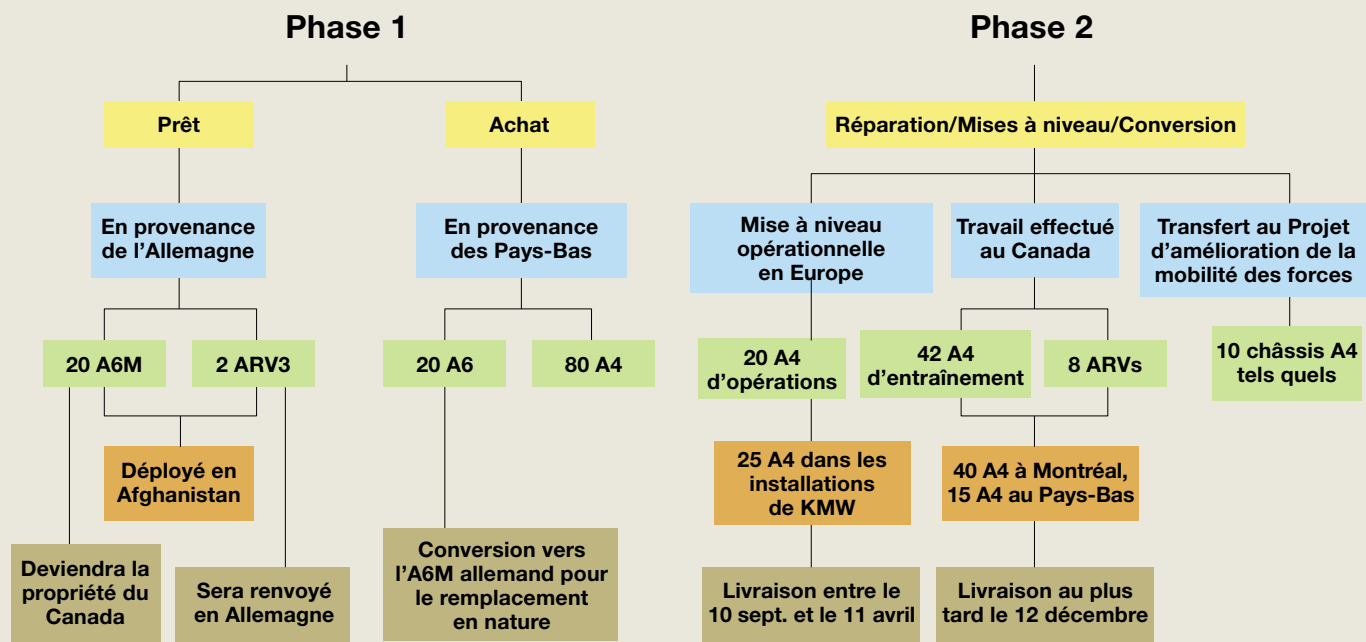 Phase 1
Prêt
Achat
En provenance
de l’Allemagne
En provenance
des Pays-Bas
20 A6M
2 ARV3
20 A6
80 A4
Déployé en
Afghanistan
Deviendra la
propriété du
Canada
Sera renvoyé
en Allemagne
Conversion vers
l’A6M allemand pour
le remplacement
en nature
Phase 2
Réparation/Mises à niveau/Conversion
Mise à niveau
opérationnelle
en Europe
Travail effectué
au Canada
Transfert au Projet
d’amélioration de la
mobilité des forces
20 A4
d’opérations
42 A4
d’entraînement
8 ARVs
10 châssis A4
tels quels
25 A4 dans les
installations
de KMW
40 A4 à Montréal,
15 A4 au Pays-Bas
Livraison entre le
10 sept. et le 11 avril
Livraison au plus
tard le 12 décembre